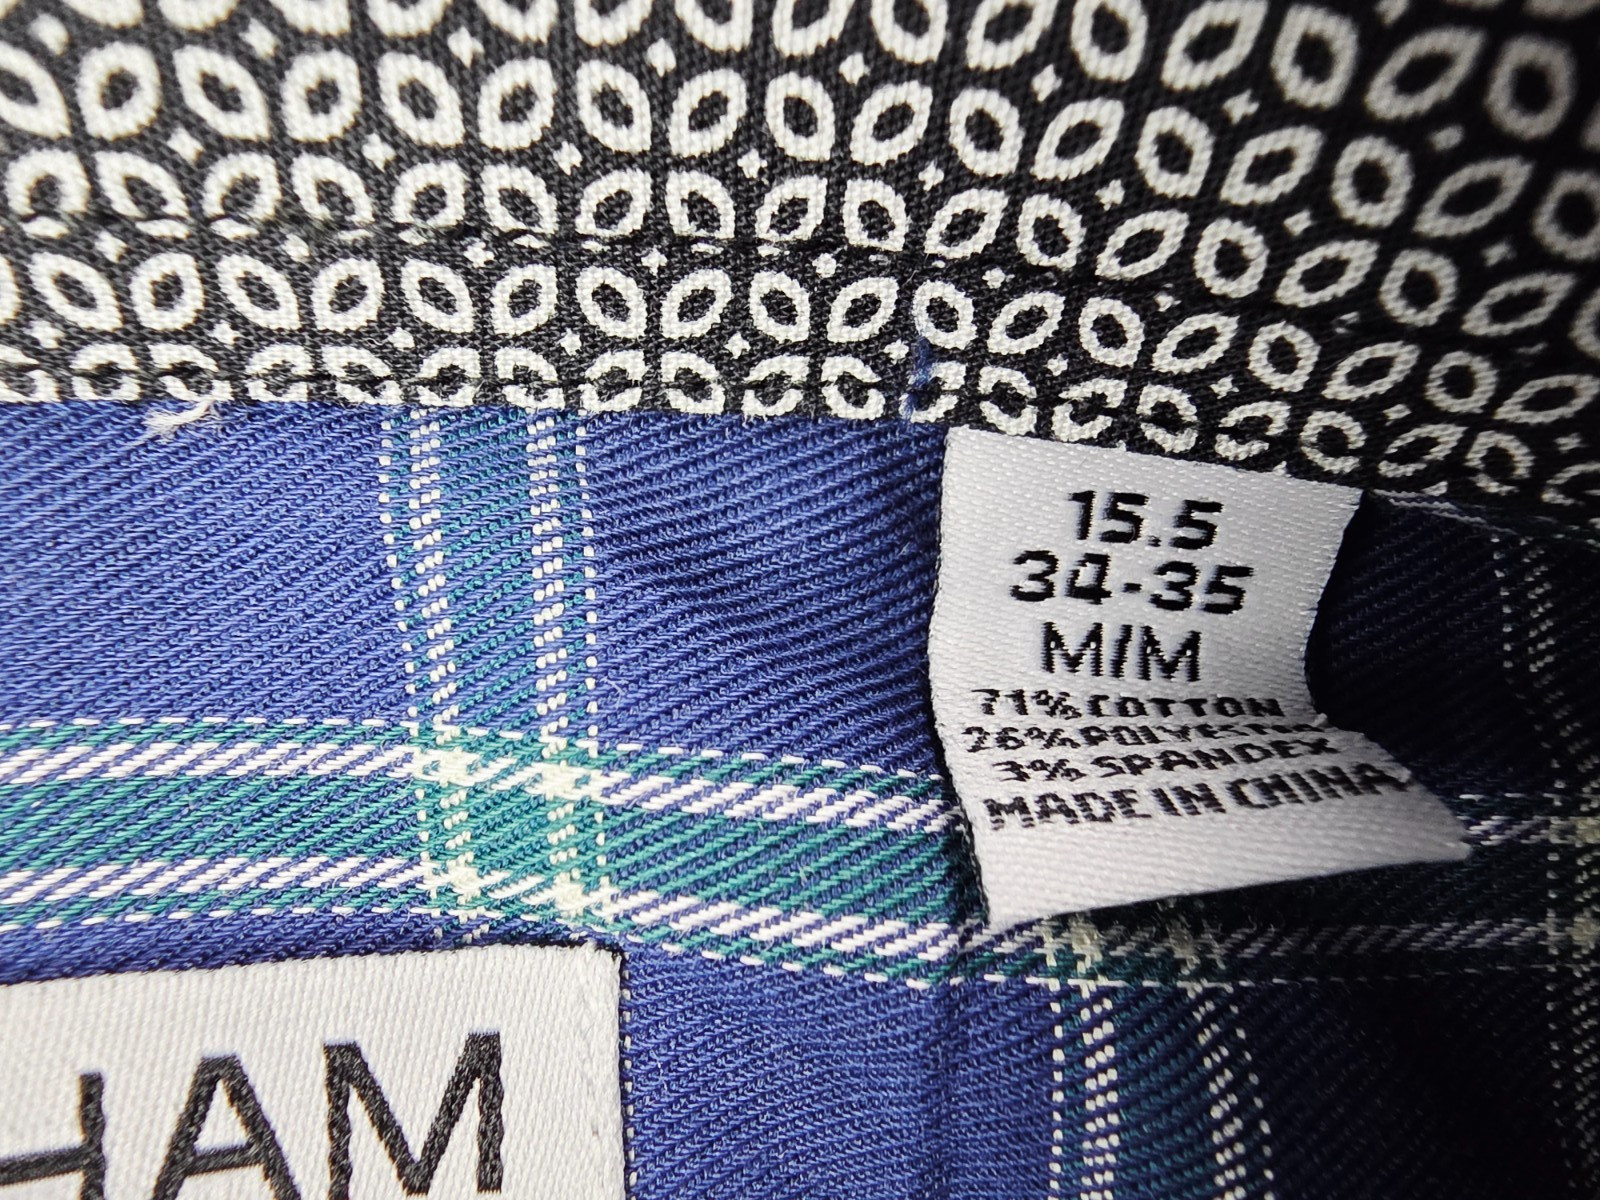 15.5
34-35
M/M
71% COTTON
26% POLYESTER
3% SPANDEX
MADE IN CHINA
HAM